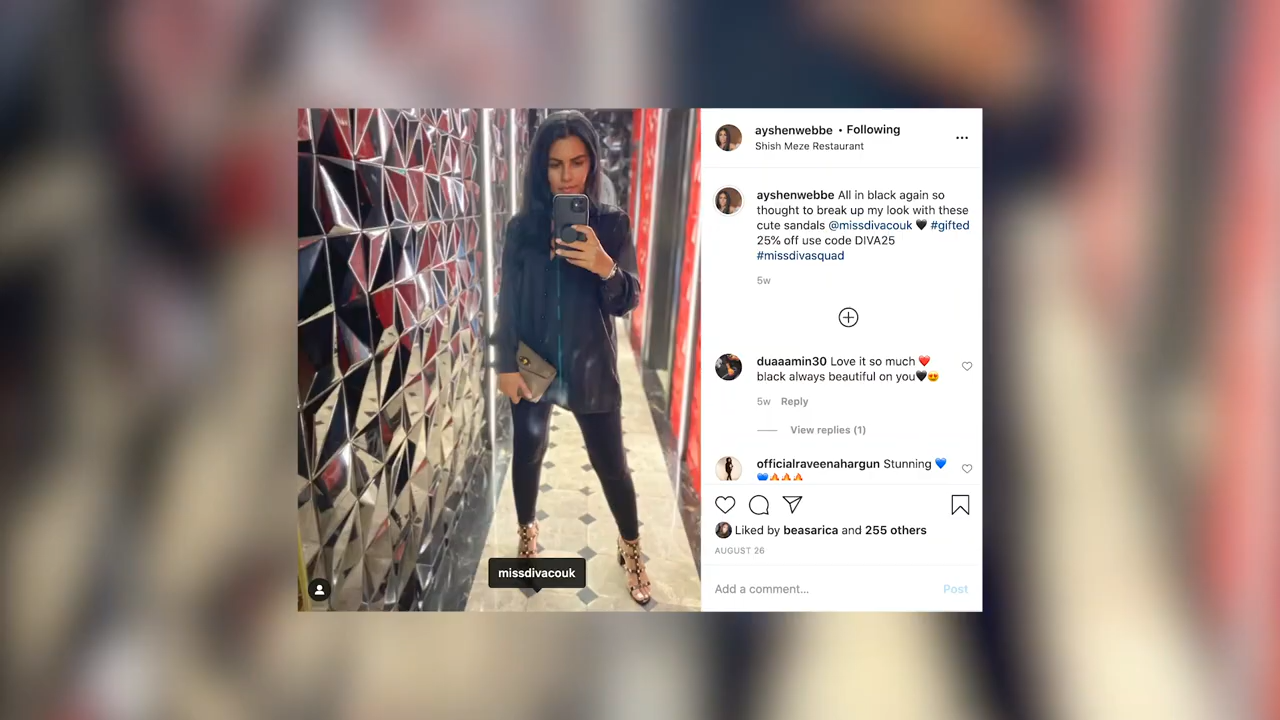 ayshenwebbe • Following
Shish Meze Restaurant
ayshenwebbe All in black again so
thought to break up my look with these
cute sandals @missdivacouk 🖤 #gifted
25% off use code DIVA25
#missdivasquad
5w
duaaamin30 Love it so much ❤️
black always beautiful on you🖤😍
5w Reply
View replies (1)
officialraveenahargun Stunning 💙
💙🔥🔥🔥
Liked by beasarica and 255 others
AUGUST 26
missdivacouk
Add a comment... Post